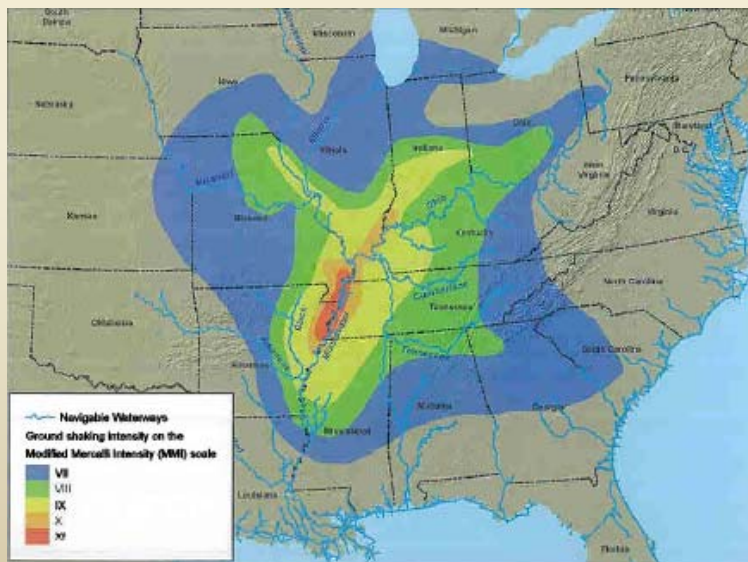 South
Dakota
Wisconsin
Michigan
Iowa
Nebraska
Pennsylvania
Illinois
Illinois
Indiana
Ohio
Maryland
D.C.
West
Virginia
Missouri
Kansas
Missouri
Ohio
Kentucky
Virginia
Cumberland
Tennessee
North Carolina
Oklahoma
Arkansas
Mississippi
Tennessee
South Carolina
Alabama
Georgia
Mississippi
Louisiana
Florida
Navigable Waterways
Ground shaking intensity on the
Modified Mercalli Intensity (MMI) scale
VII
VIII
IX
X
XI